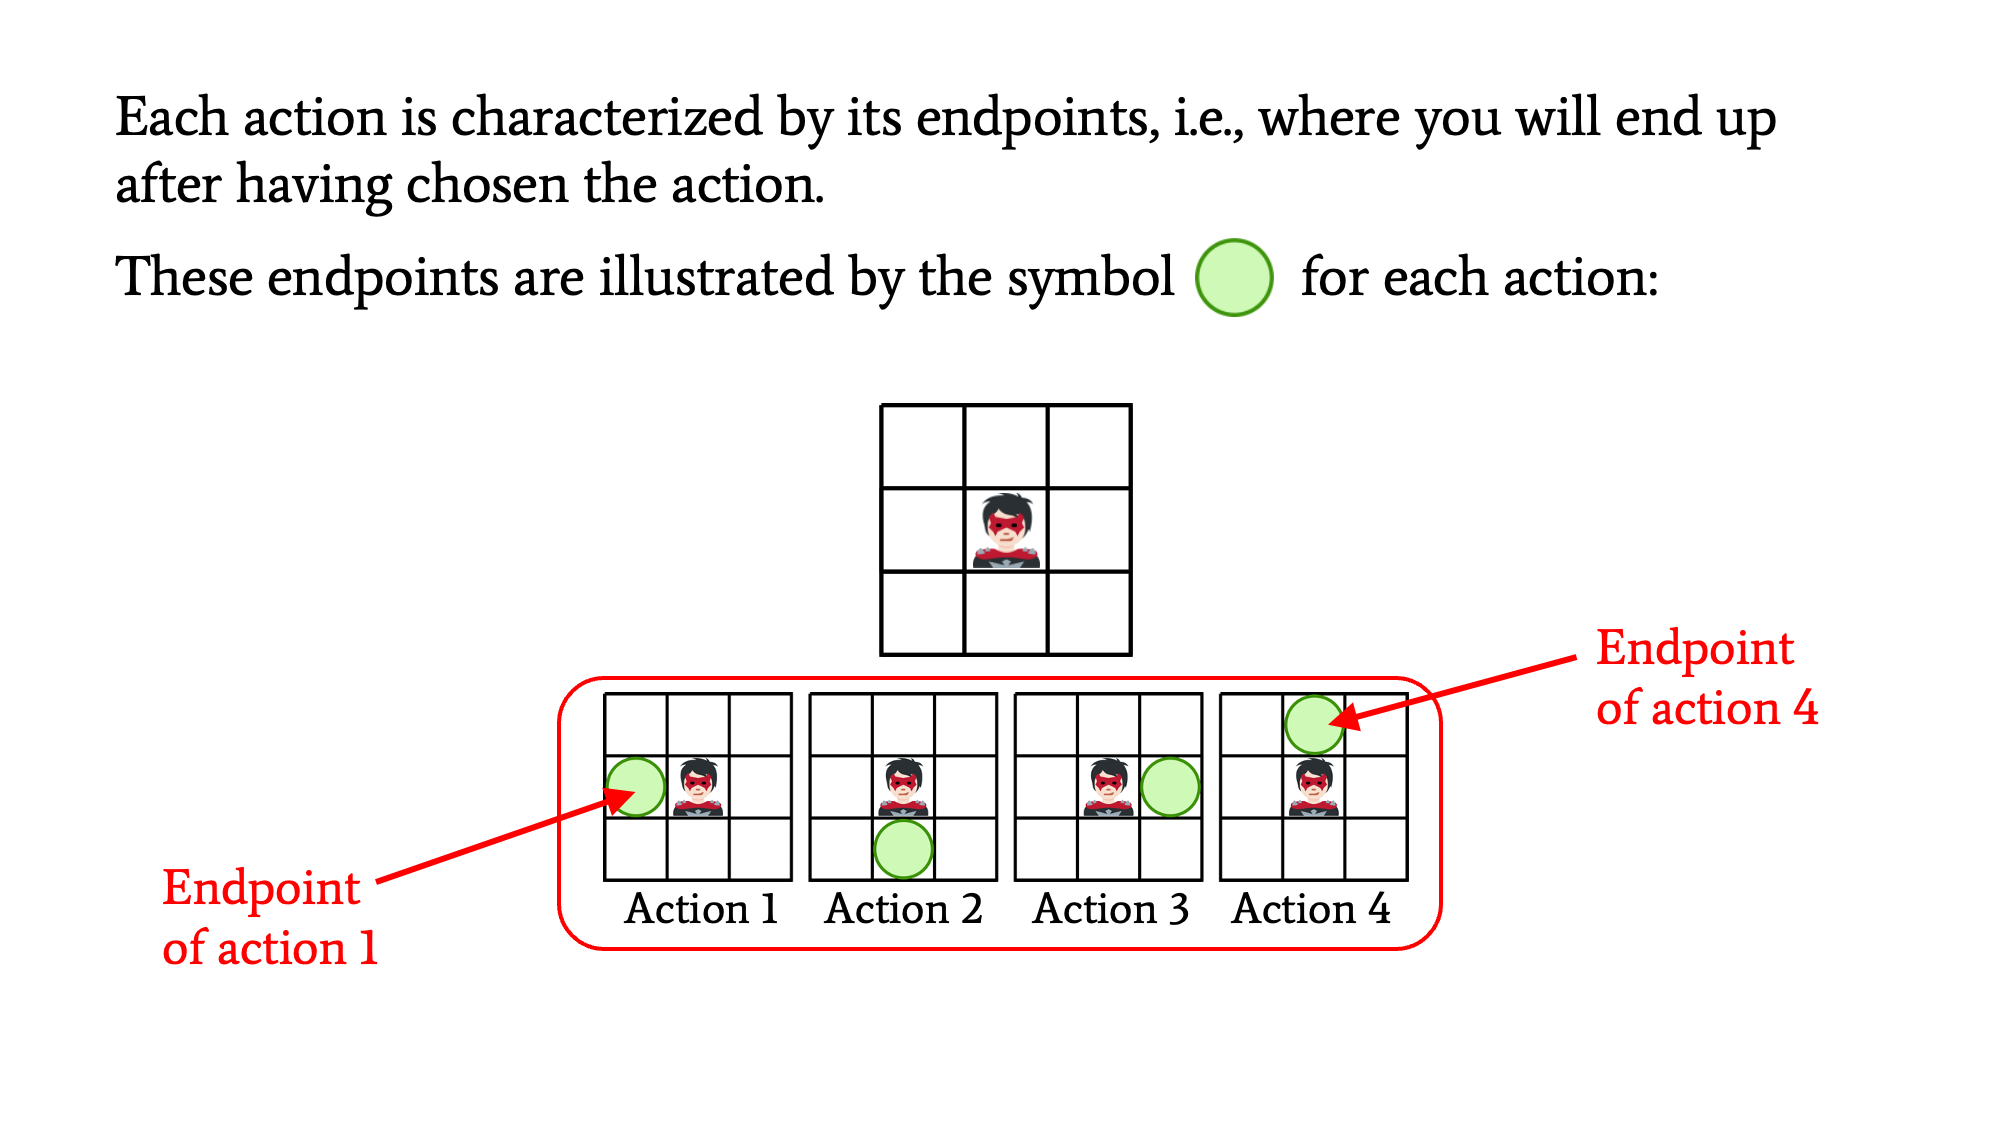 Each action is characterized by its endpoints, i.e., where you will end up
after having chosen the action.
These endpoints are illustrated by the symbol for each action:
Endpoint
of action 4
Action 1 Action 2 Action 3 Action 4
Endpoint
of action 1